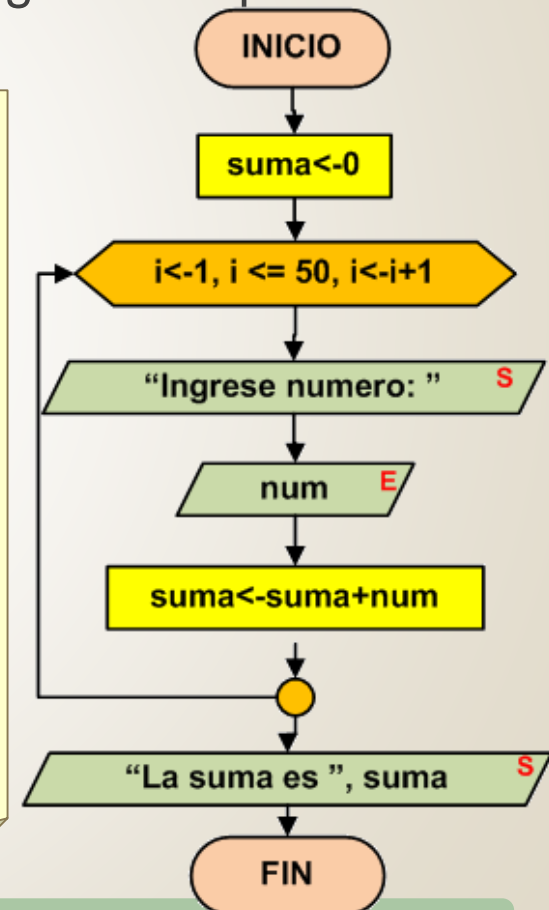 INICIO
suma<-0
i<-1, i <= 50, i<-i+1
“Ingrese numero: ” S
num E
suma<-suma+num
“La suma es ”, suma S
FIN